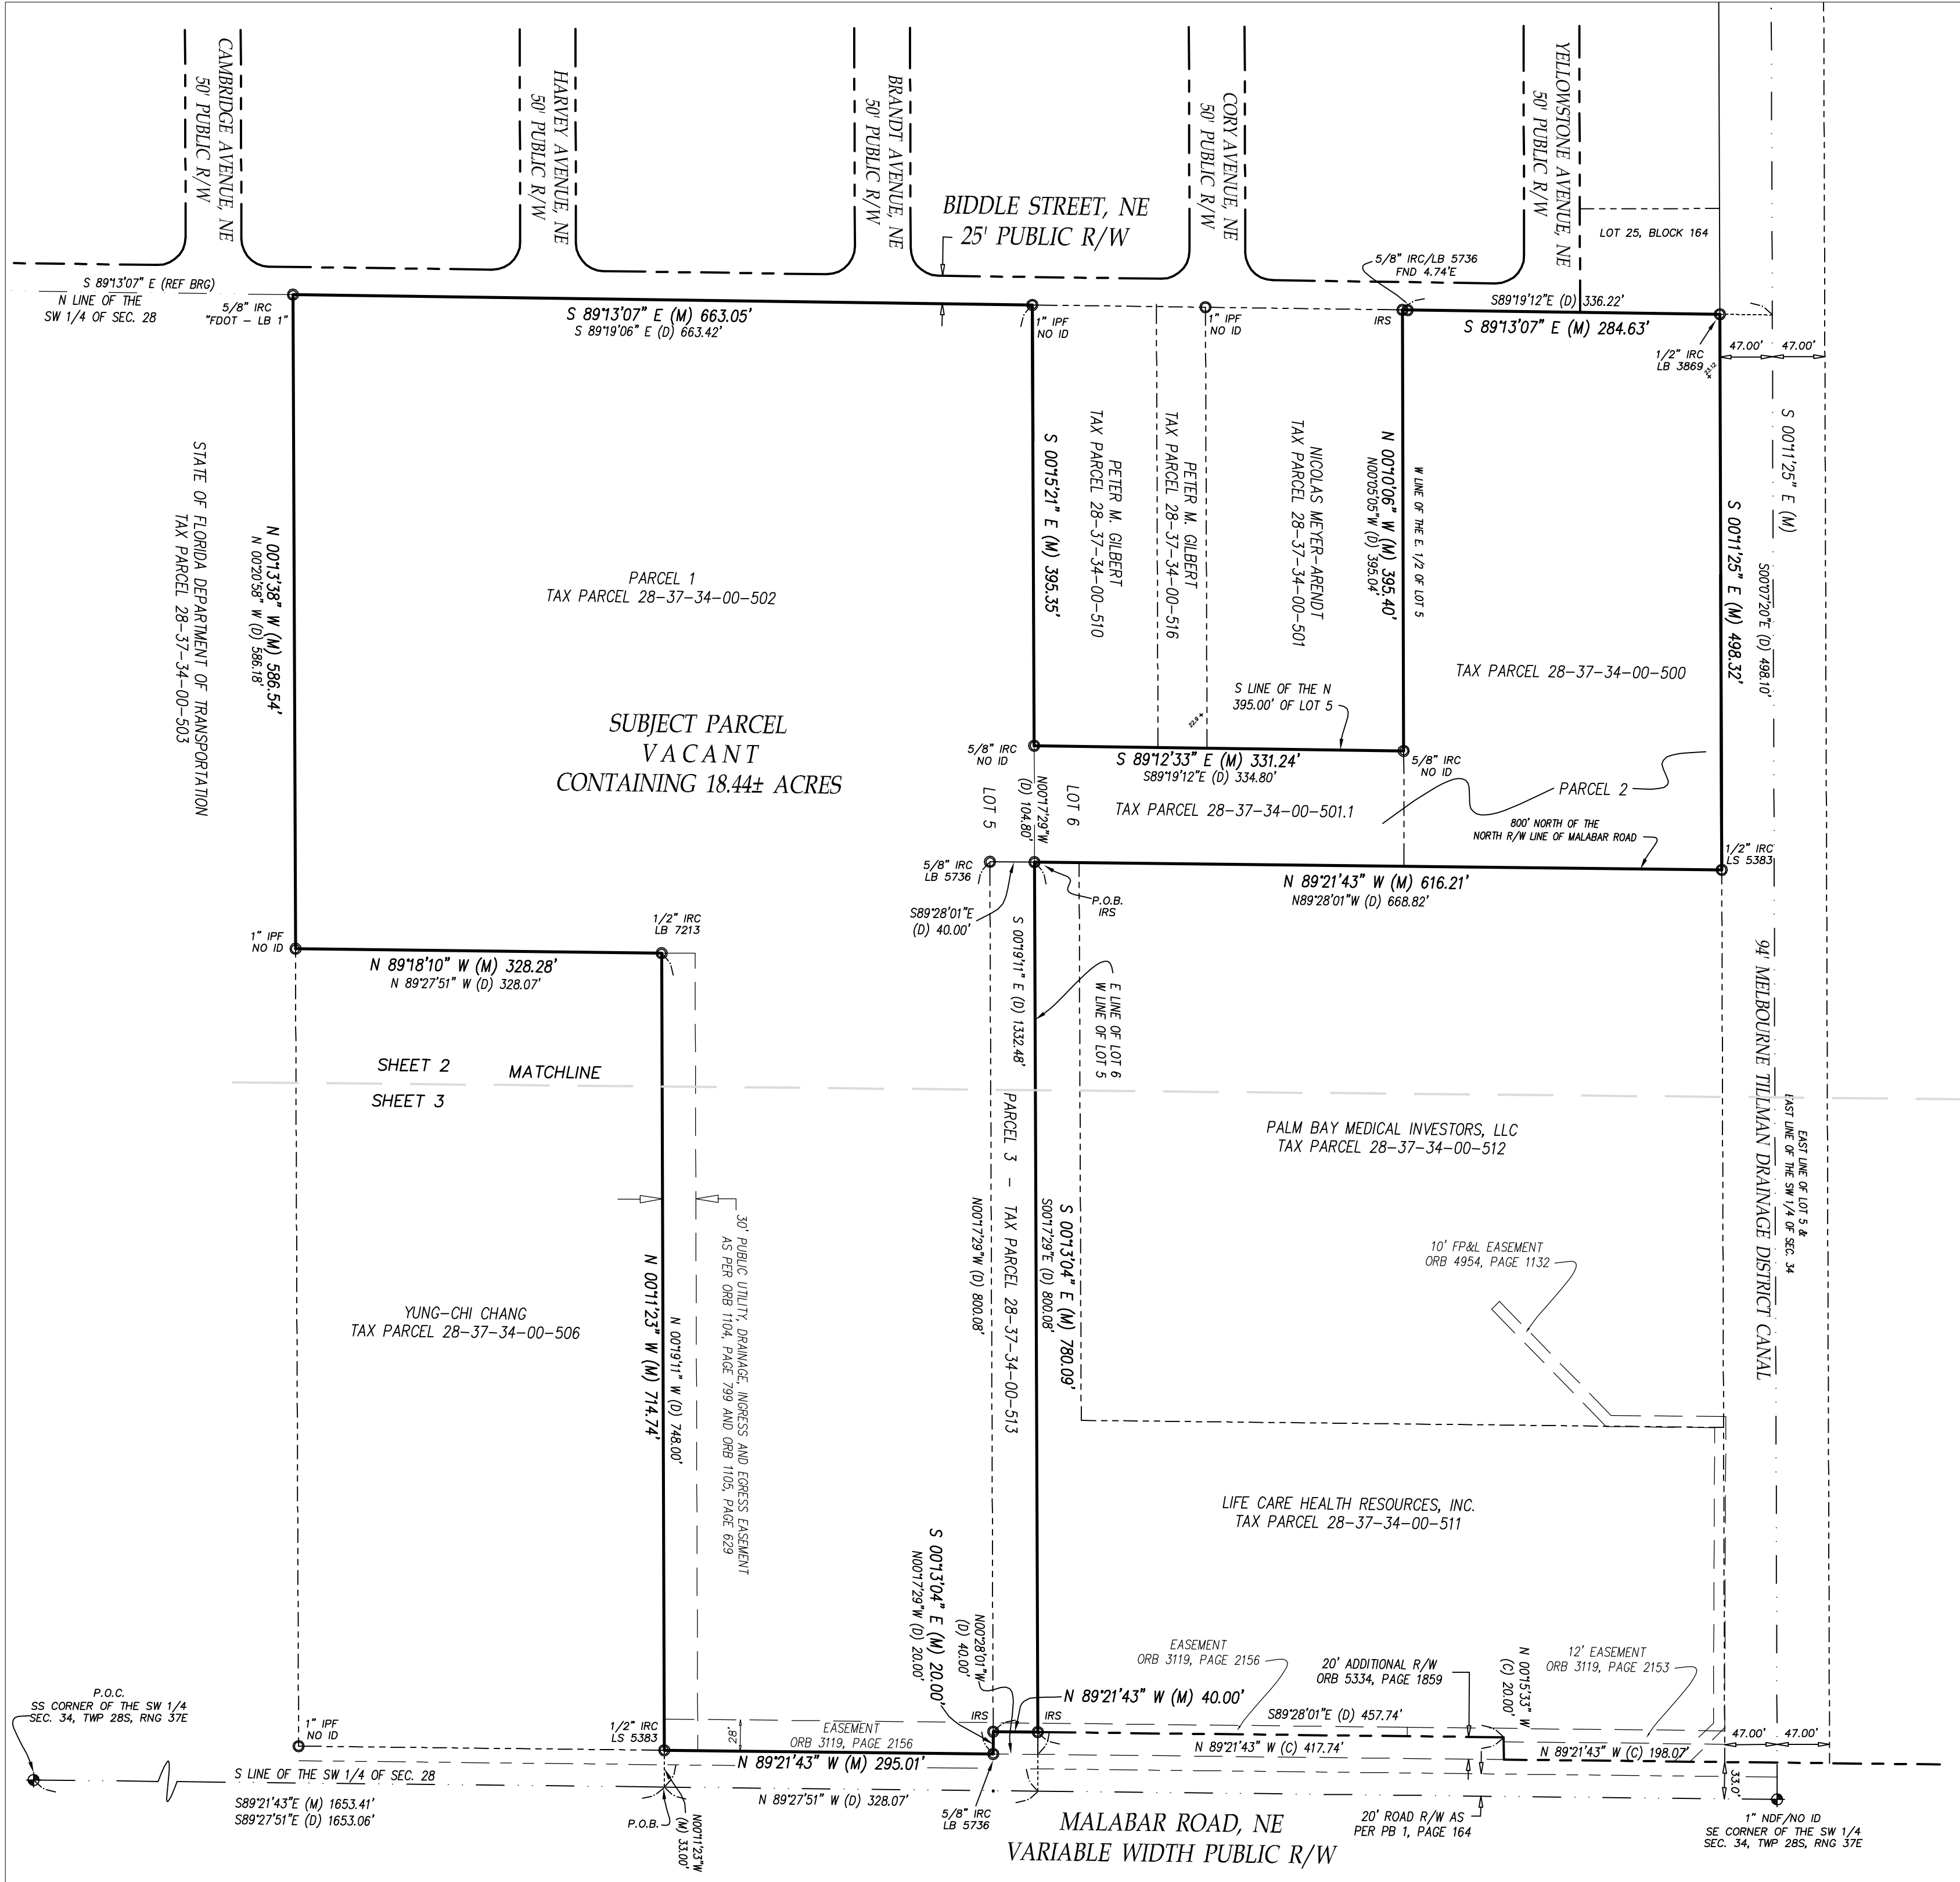 CAMBRIDGE AVENUE, NE
50' PUBLIC R/W
HARVEY AVENUE, NE
50' PUBLIC R/W
BRANDT AVENUE, NE
50' PUBLIC R/W
CORY AVENUE, NE
50' PUBLIC R/W
YELLOWSTONE AVENUE, NE
50' PUBLIC R/W
BIDDLE STREET, NE
25' PUBLIC R/W
LOT 25, BLOCK 164
S 89°13'07" E (REF BRG)
N LINE OF THE
SW 1/4 OF SEC. 28
5/8" IRC
"FDOT - LB 1"
S 89°13'07" E (M) 663.05'
S 89°19'06" E (D) 663.42'
1" IPF
NO ID
1" IPF
NO ID
5/8" IRC/LB 5736
FND 4.74'E
IRS
S89°19'12"E (D) 336.22'
S 89°13'07" E (M) 284.63'
1/2" IRC
LB 3869
23.12
47.00'
47.00'
S 00°11'25" E (M)
S00°07'20"E (D) 498.10'
S 00°11'25" E (M) 498.32'
STATE OF FLORIDA DEPARTMENT OF TRANSPORTATION
TAX PARCEL 28-37-34-00-503
N 00°13'38" W (M) 586.54'
N 00°20'58" W (D) 586.18'
PARCEL 1
TAX PARCEL 28-37-34-00-502
SUBJECT PARCEL
VACANT
CONTAINING 18.44± ACRES
S 00°15'21" E (M) 395.35'
PETER M. GILBERT
TAX PARCEL 28-37-34-00-510
PETER M. GILBERT
TAX PARCEL 28-37-34-00-516
NICOLAS MEYER-ARENDT
TAX PARCEL 28-37-34-00-501
N 00°10'06" W (M) 395.40'
N00°05'05"W (D) 395.04'
W LINE OF THE E. 1/2 OF LOT 5
TAX PARCEL 28-37-34-00-500
S LINE OF THE N
395.00' OF LOT 5
22.9
5/8" IRC
NO ID
S 89°12'33" E (M) 331.24'
S89°19'12"E (D) 334.80'
5/8" IRC
NO ID
LOT 5
N00°17'29"W
(D) 104.80'
LOT 6
TAX PARCEL 28-37-34-00-501.1
PARCEL 2
800' NORTH OF THE
NORTH R/W LINE OF MALABAR ROAD
5/8" IRC
LB 5736
1/2" IRC
LS 5383
N 89°21'43" W (M) 616.21'
N89°28'01"W (D) 668.82'
P.O.B.
IRS
S89°28'01"E
(D) 40.00'
1" IPF
NO ID
1/2" IRC
LB 7213
N 89°18'10" W (M) 328.28'
N 89°27'51" W (D) 328.07'
S 00°19'11" E (D) 1332.48'
E LINE OF LOT 6
W LINE OF LOT 5
94' MELBOURNE TILLMAN DRAINAGE DISTRICT CANAL
EAST LINE OF LOT 5 &
EAST LINE OF THE SW 1/4 OF SEC. 34
SHEET 2
MATCHLINE
SHEET 3
PARCEL 3 - TAX PARCEL 28-37-34-00-513
PALM BAY MEDICAL INVESTORS, LLC
TAX PARCEL 28-37-34-00-512
N00°17'29"W (D) 800.08'
S00°17'29"E (D) 800.08'
S 00°13'04" E (M) 780.09'
30' PUBLIC UTILITY, DRAINAGE, INGRESS AND EGRESS EASEMENT
AS PER ORB 1104, PAGE 799 AND ORB 1105, PAGE 629
10' FP&L EASEMENT
ORB 4954, PAGE 1132
YUNG-CHI CHANG
TAX PARCEL 28-37-34-00-506
N 00°11'23" W (M) 714.74'
N 00°19'11" W (D) 748.00'
LIFE CARE HEALTH RESOURCES, INC.
TAX PARCEL 28-37-34-00-511
S 00°13'04" E (M) 20.00'
N00°17'29"W (D) 20.00'
N00°28'01"W
(D) 40.00'
EASEMENT
ORB 3119, PAGE 2156
20' ADDITIONAL R/W
ORB 5334, PAGE 1859
N 00°15'33" W
(C) 20.00'
12' EASEMENT
ORB 3119, PAGE 2153
P.O.C.
SS CORNER OF THE SW 1/4
SEC. 34, TWP 28S, RNG 37E
N 89°21'43" W (M) 40.00'
IRS
IRS
S89°28'01"E (D) 457.74'
1" IPF
NO ID
1/2" IRC
LS 5383
28'
EASEMENT
ORB 3119, PAGE 2156
N 89°21'43" W (M) 295.01'
N 89°21'43" W (C) 417.74'
N 89°21'43" W (C) 198.07'
47.00'
47.00'
33.0'
S LINE OF THE SW 1/4 OF SEC. 28
S89°21'43"E (M) 1653.41'
S89°27'51"E (D) 1653.06'
P.O.B.
N00°11'23"W
(M) 33.00'
N 89°27'51" W (D) 328.07'
5/8" IRC
LB 5736
MALABAR ROAD, NE
VARIABLE WIDTH PUBLIC R/W
20' ROAD R/W AS
PER PB 1, PAGE 164
1" NDF/NO ID
SE CORNER OF THE SW 1/4
SEC. 34, TWP 28S, RNG 37E